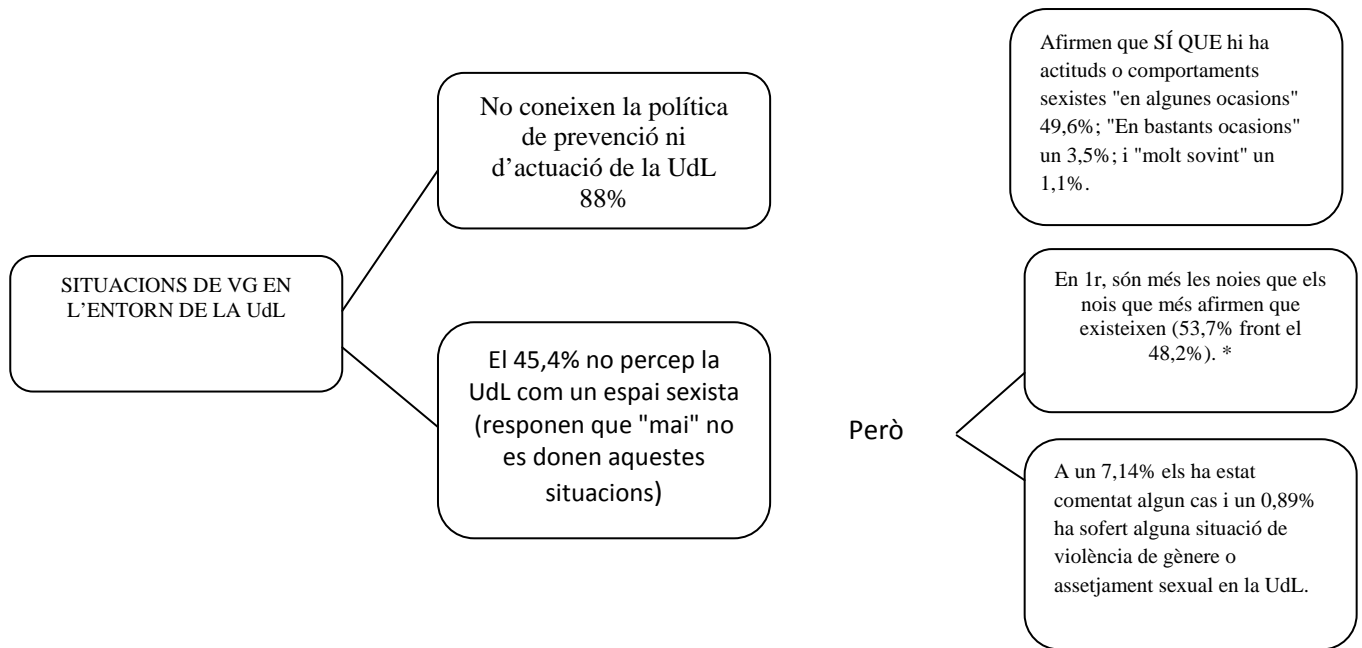 SITUACIONS DE VG EN
L'ENTORN DE LA UdL
No coneixen la política
de prevenció ni
d'actuació de la UdL
88%
El 45,4% no percep la
UdL com un espai sexista
(responen que "mai" no
es donen aquestes
situacions)
Però
Afirmen que SÍ QUE hi ha
actituds o comportaments
sexistes "en algunes ocasions"
49,6%; "En bastants ocasions"
un 3,5%; i "molt sovint" un
1,1%.
En 1r, són més les noies que els
nois que més afirmen que
existeixen (53,7% front el
48,2%). *
A un 7,14% els ha estat
comentat algun cas i un 0,89%
ha sofert alguna situació de
violència de gènere o
assetjament sexual en la UdL.